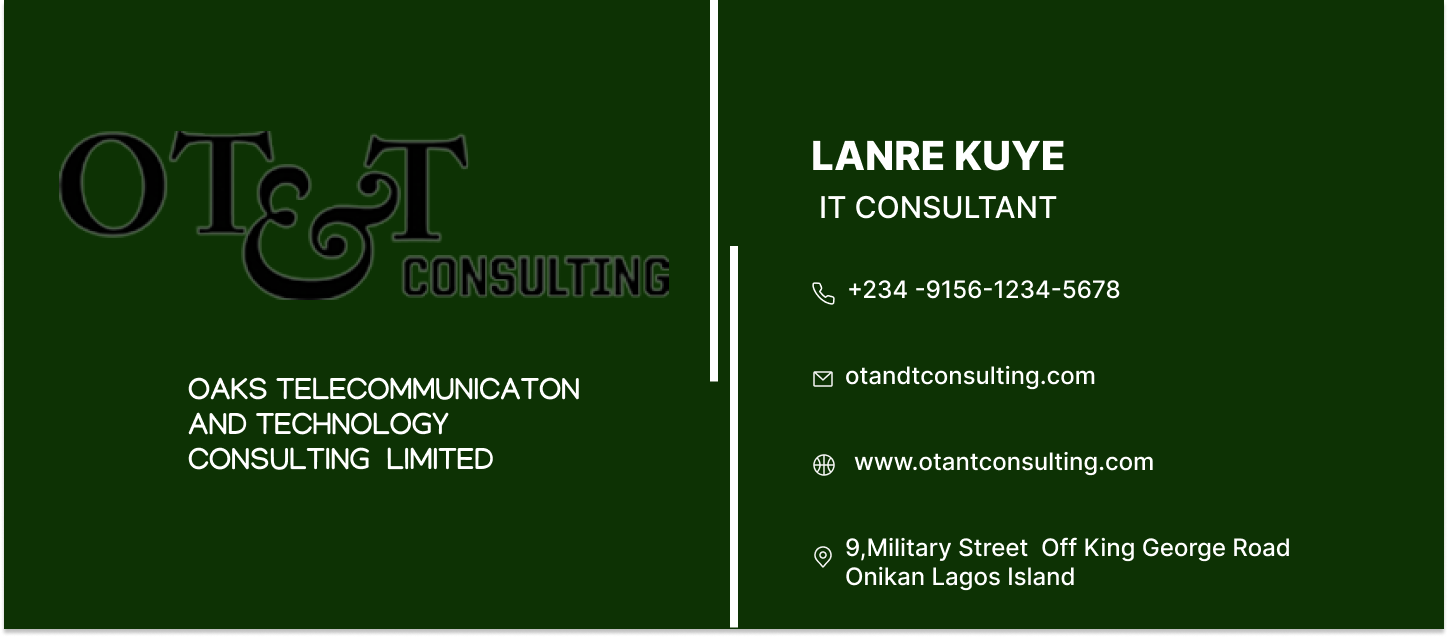 OT&T
CONSULTING
OAKS TELECOMMUNICATON
AND TECHNOLOGY
CONSULTING LIMITED
LANRE KUYE
IT CONSULTANT
+234 -9156-1234-5678
otandtconsulting.com
www.otantconsulting.com
9,Military Street Off King George Road
Onikan Lagos Island